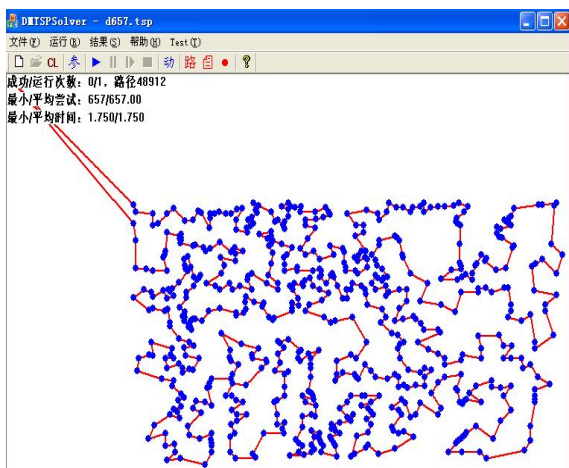 DMTSPSolver - d657.tsp
文件(F) 运行(R) 结果(S) 帮助(H) Test(T)
CL 参 动 路 ?
成功/运行次数: 0/1, 路径48912
最小/平均尝试: 657/657.00
最小/平均时间: 1.750/1.750